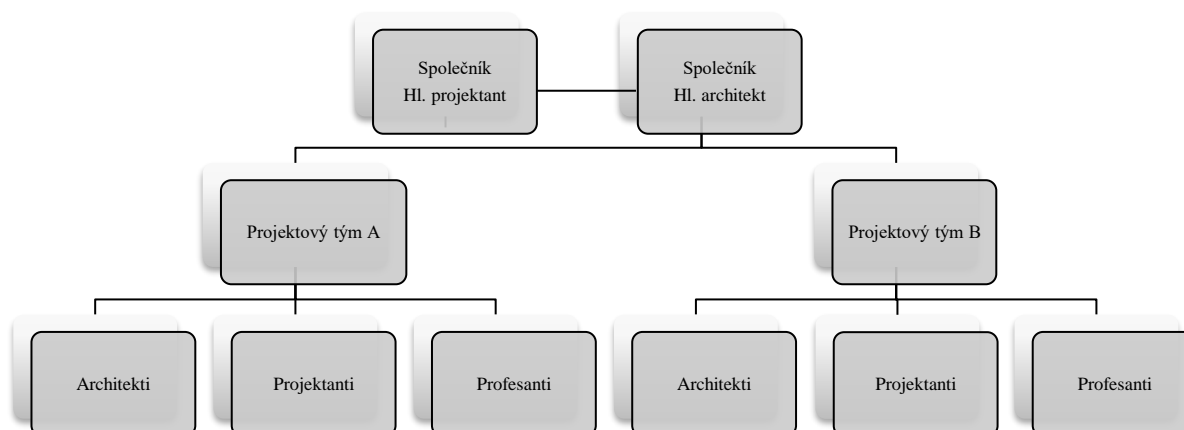 Společník
Hl. projektant
Společník
Hl. architekt
Projektový tým A
Projektový tým B
Architekti
Projektanti
Profesanti
Architekti
Projektanti
Profesanti